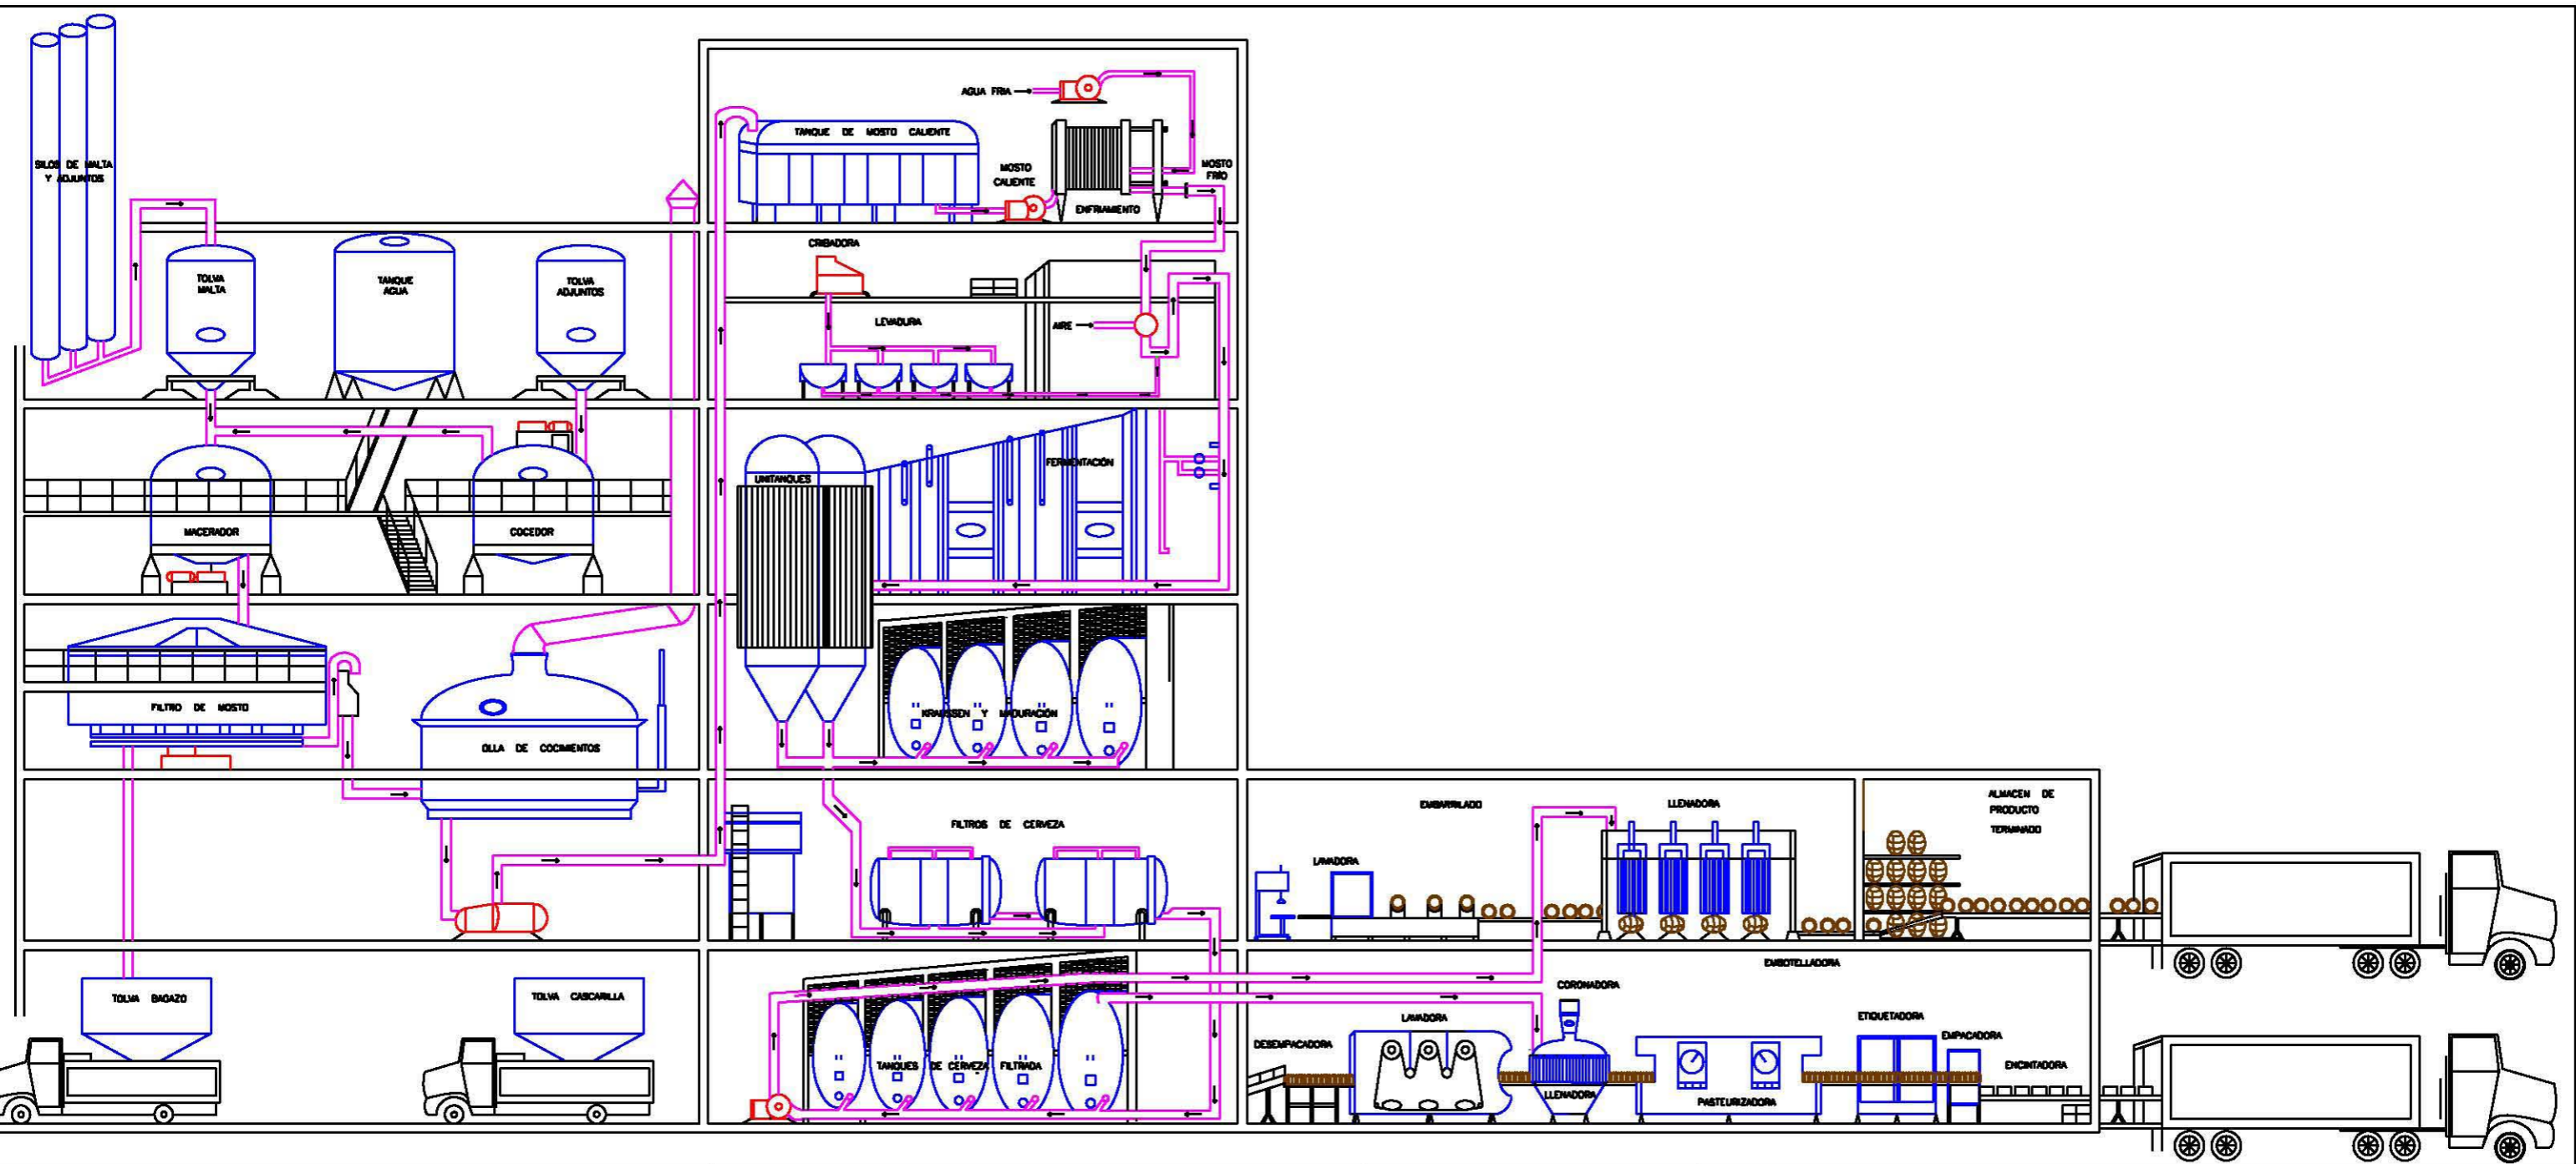 SILOS DE MALTA
Y ADJUNTOS
TOLVA
MALTA
TANQUE
AGUA
TOLVA
ADJUNTOS
MACERADOR
COCEDOR
FILTRO DE MOSTO
OLLA DE COCIMIENTOS
TOLVA BAGAZO
TOLVA CASCARILLA
AGUA FRIA
TANQUE DE MOSTO CALIENTE
MOSTO
CALIENTE
MOSTO
FRÍO
ENFRIAMIENTO
CRIBADORA
LEVADURA
AIRE
UNITANQUES
FERMENTACIÓN
KRAUSSEN Y MADURACIÓN
FILTROS DE CERVEZA
TANQUES DE CERVEZA FILTRADA
EMBARRILADO
LLENADORA
LAVADORA
ALMACEN DE
PRODUCTO
TERMINADO
EMBOTELLADORA
CORONADORA
LAVADORA
DESEMPACADORA
LLENADORA
PASTEURIZADORA
ETIQUETADORA
EMPACADORA
ENCINTADORA